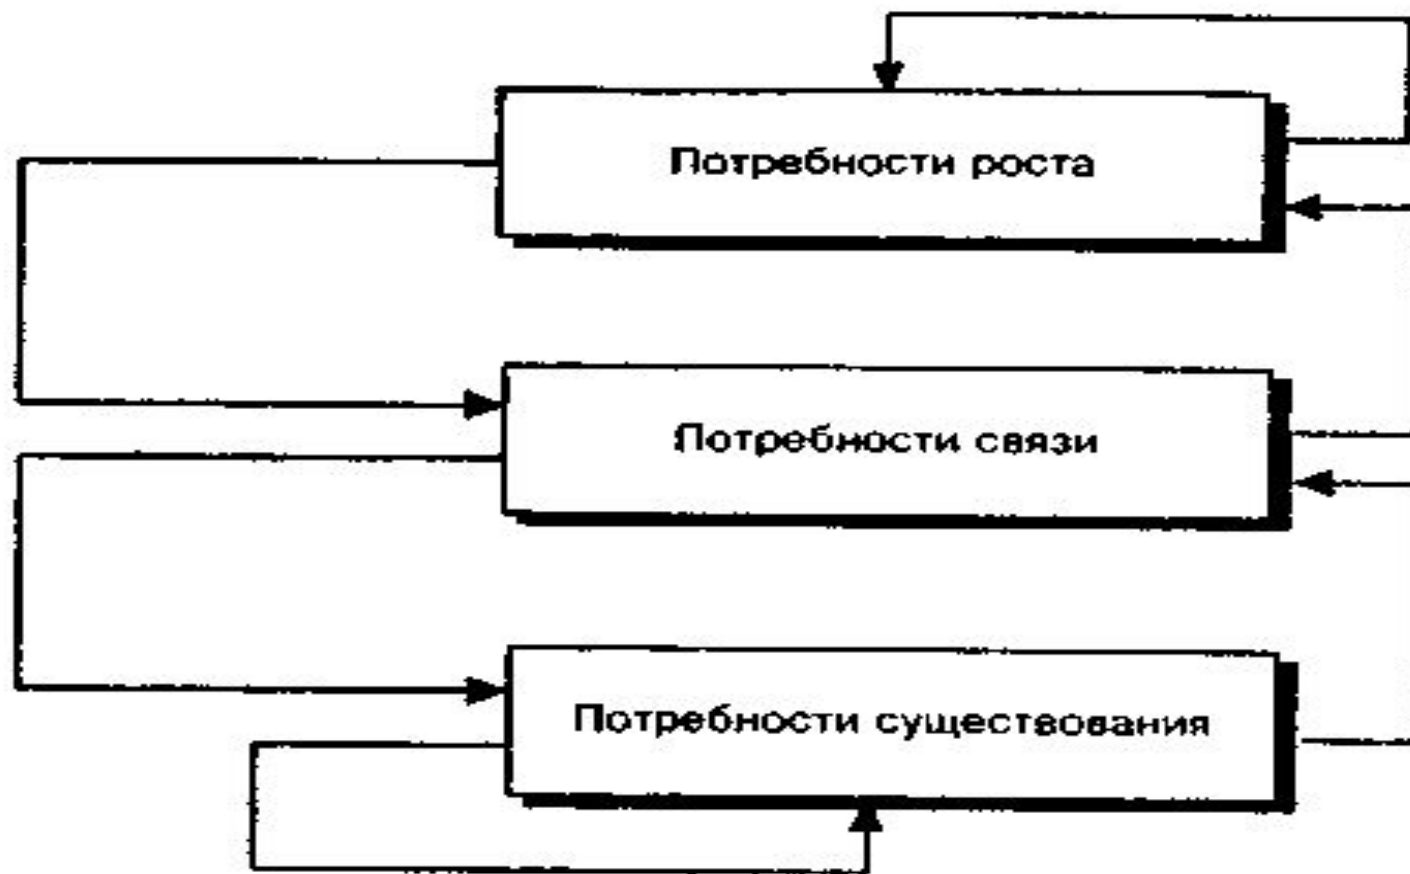 Потребности роста
Потребности связи
Потребности существования